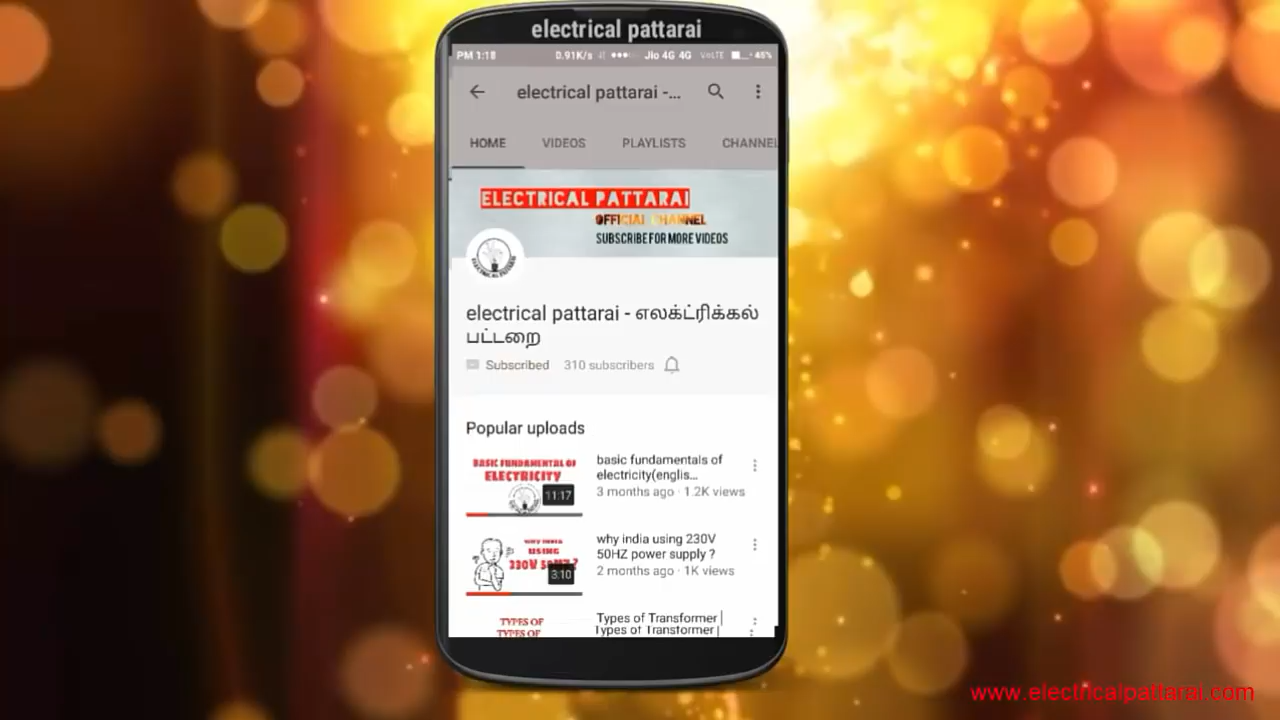 electrical pattarai
PM 1:18 0.91K/s Jio 4G 4G VoLTE 45%
electrical pattarai -...
HOME VIDEOS PLAYLISTS CHANNEL
ELECTRICAL PATTARAI
OFFICIAL CHANNEL
SUBSCRIBE FOR MORE VIDEOS
electrical pattarai - எலக்ட்ரிக்கல்
பட்டறை
Subscribed 310 subscribers
Popular uploads
BASIC FUNDAMENTAL OF
ELECTRICITY
11:17
basic fundamentals of
electricity(englis...
3 months ago · 1.2K views
WHY INDIA
USING
230V 50HZ ?
3:10
why india using 230V
50HZ power supply ?
2 months ago · 1K views
TYPES OF
TYPES OF
Types of Transformer |
Types of Transformer |
www.electricalpattarai.com